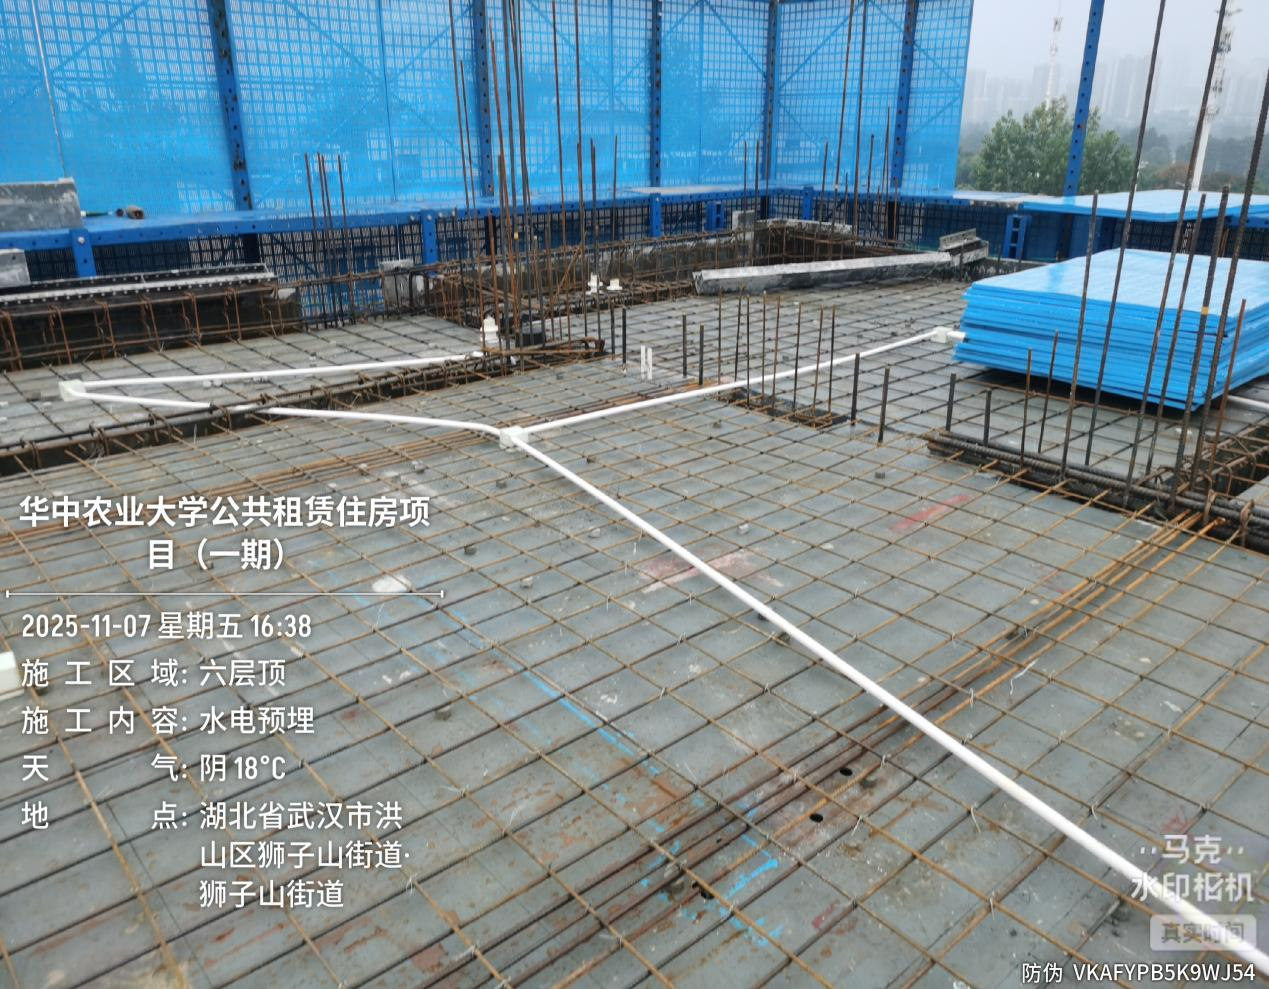 华中农业大学公共租赁住房项
目（一期）
2025-11-07 星期五 16:38
施工区域: 六层顶
施工内容: 水电预埋
天气: 阴 18°C
地点: 湖北省武汉市洪
山区狮子山街道·
狮子山街道
马克
水印相机
真实时间
防伪 VKAFYPB5K9WJ54